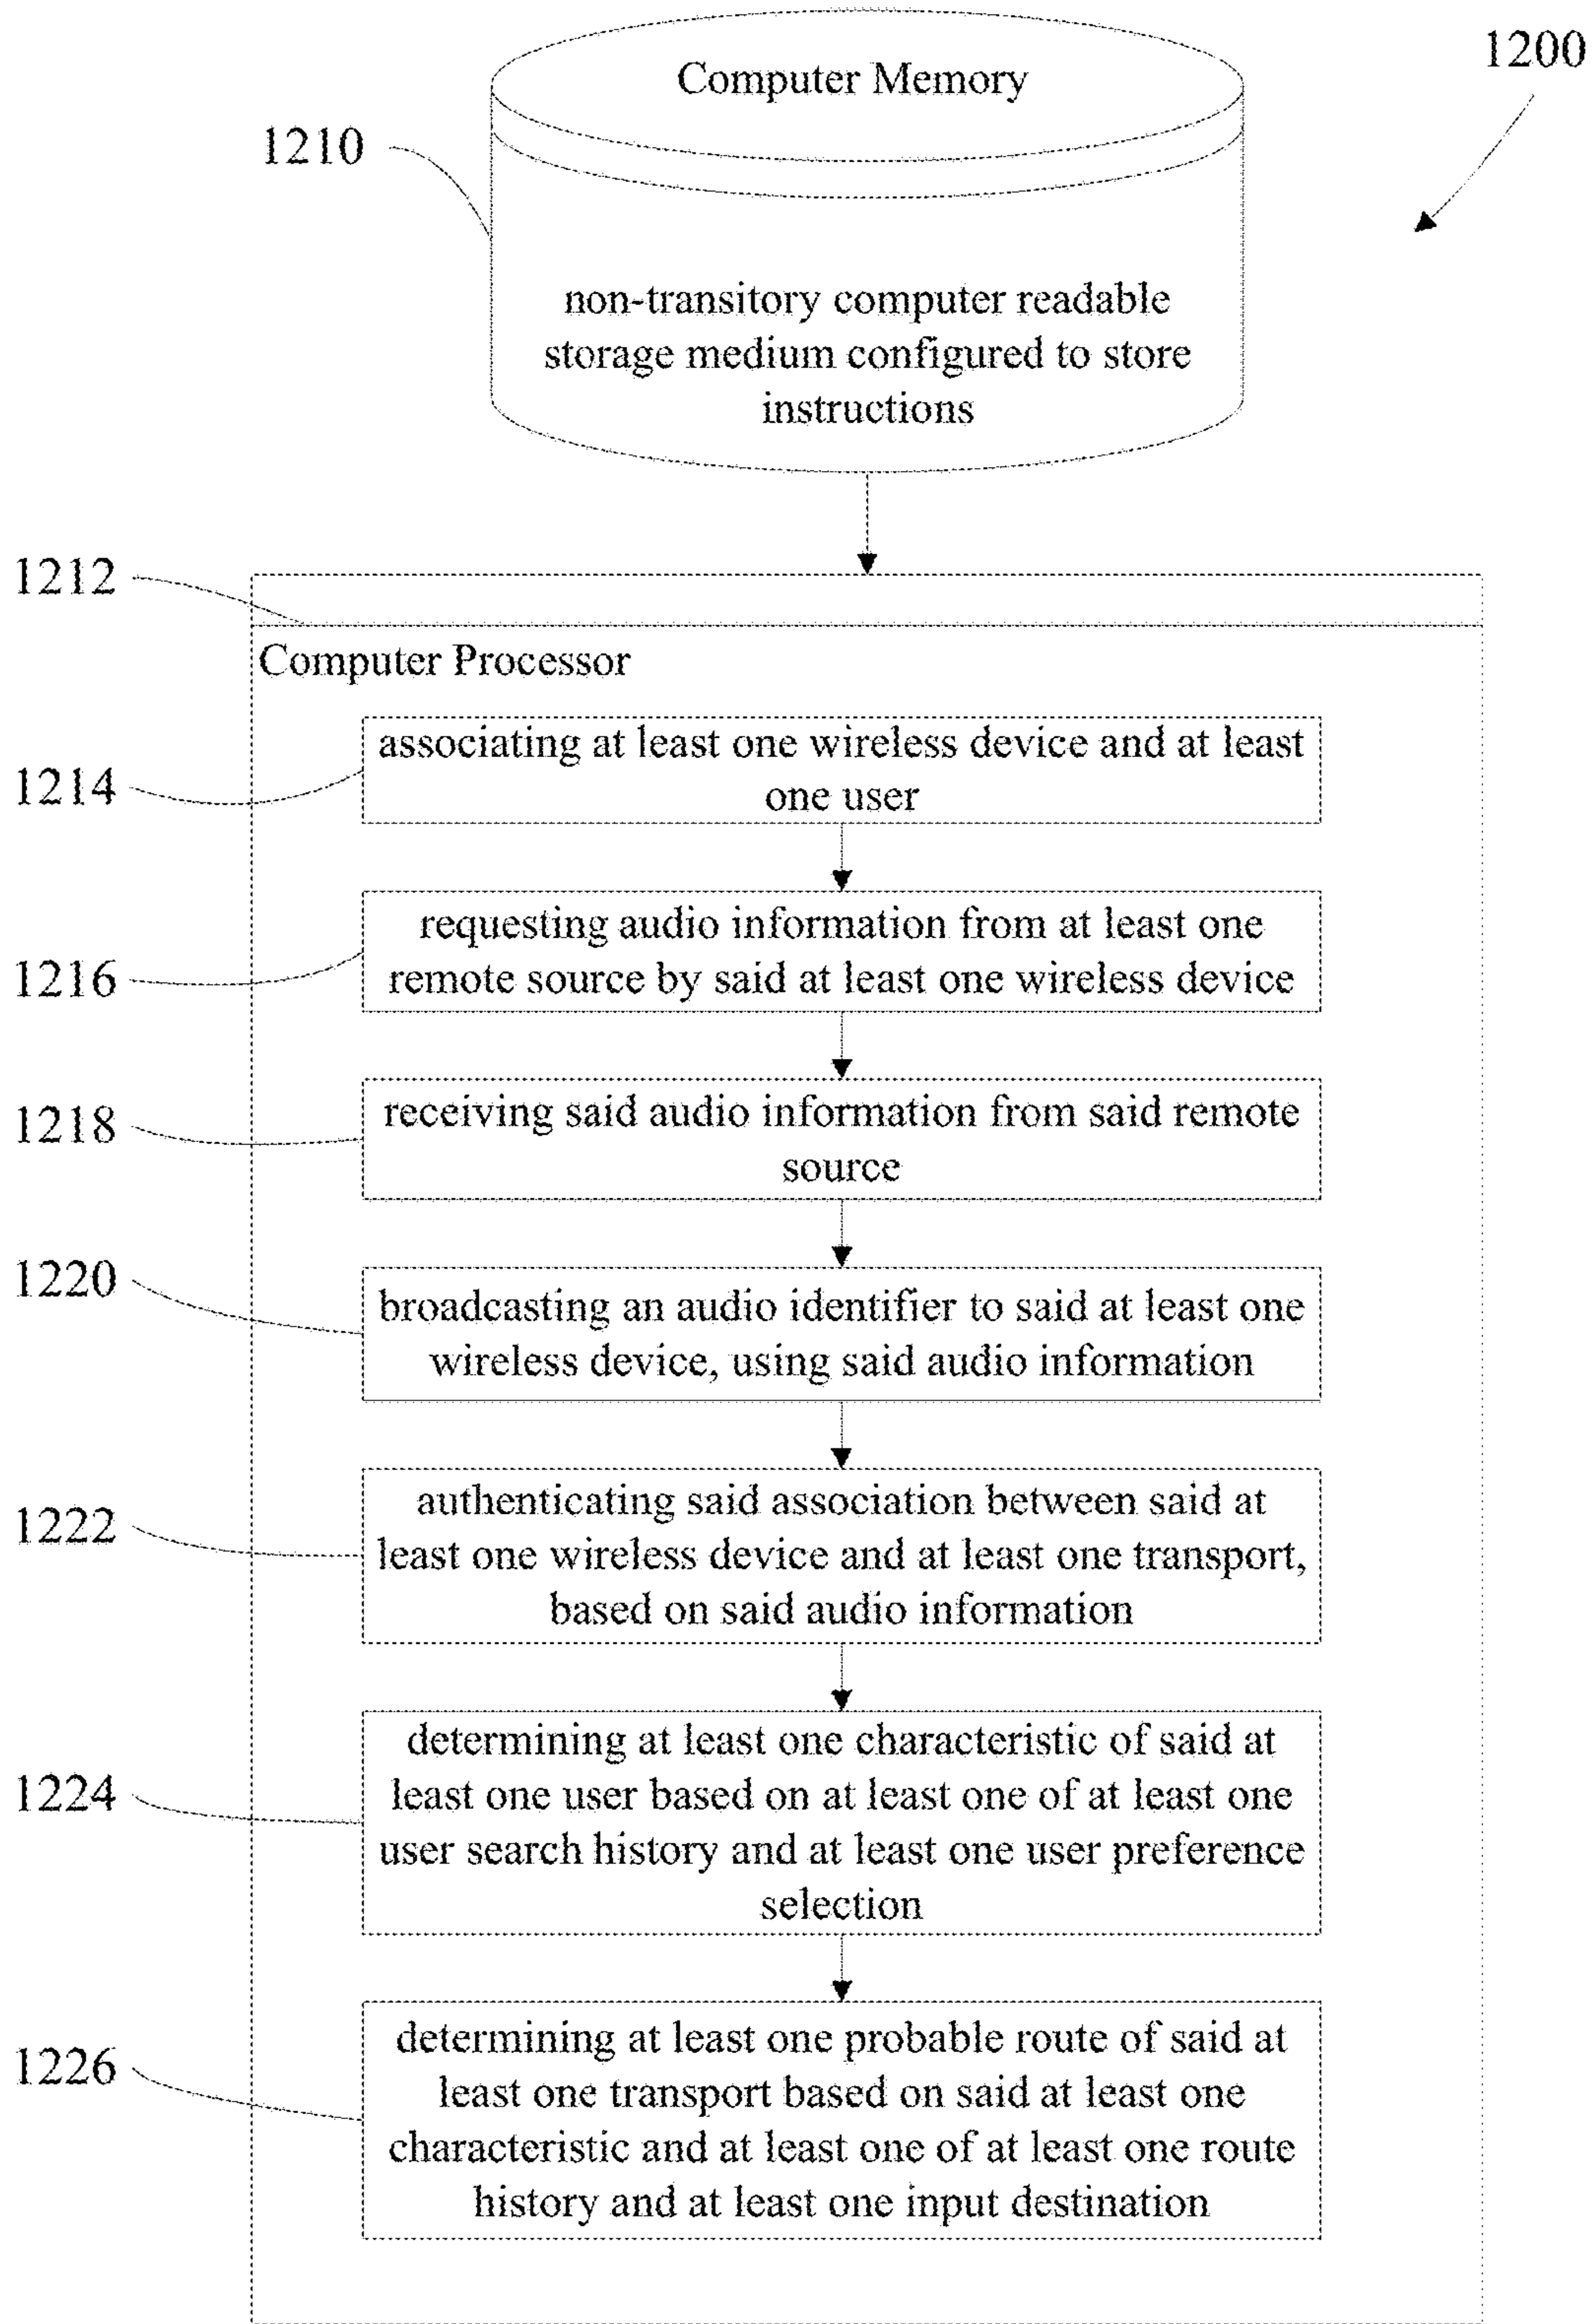 Computer Memory
1200
1210
non-transitory computer readable
storage medium configured to store
instructions
1212
Computer Processor
1214
associating at least one wireless device and at least
one user
1216
requesting audio information from at least one
remote source by said at least one wireless device
1218
receiving said audio information from said remote
source
1220
broadcasting an audio identifier to said at least one
wireless device, using said audio information
1222
authenticating said association between said at
least one wireless device and at least one transport,
based on said audio information
1224
determining at least one characteristic of said at
least one user based on at least one of at least one
user search history and at least one user preference
selection
1226
determining at least one probable route of said at
least one transport based on said at least one
characteristic and at least one of at least one route
history and at least one input destination